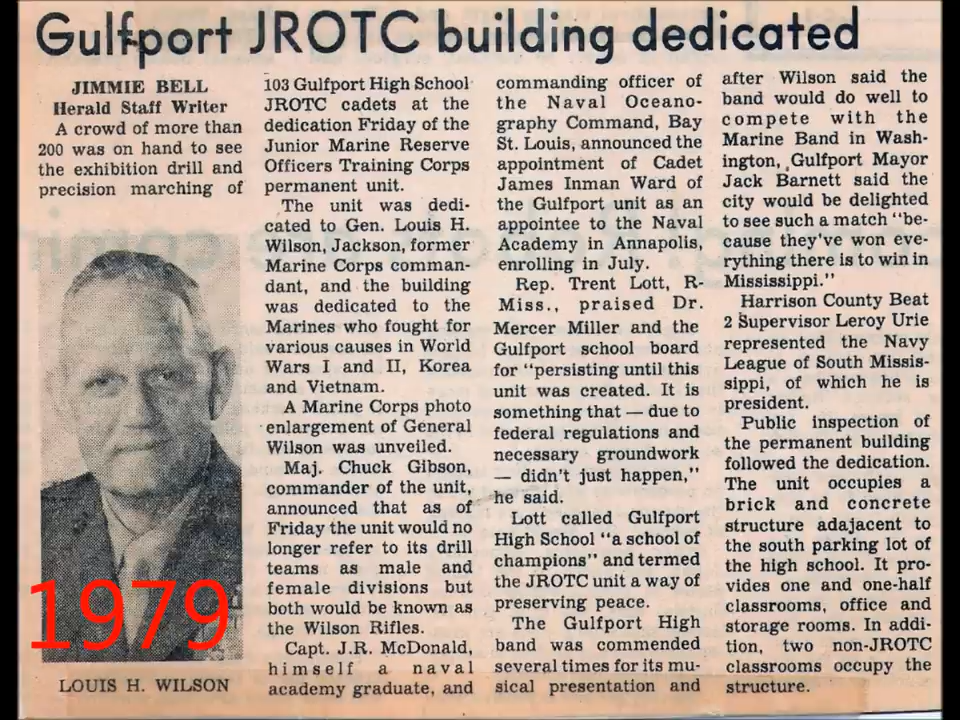 Gulfport JROTC building dedicated
JIMMIE BELL
Herald Staff Writer
A crowd of more than
200 was on hand to see
the exhibition drill and
precision marching of
1979
LOUIS H. WILSON
103 Gulfport High School
JROTC cadets at the
dedication Friday of the
Junior Marine Reserve
Officers Training Corps
permanent unit.
The unit was dedi-
cated to Gen. Louis H.
Wilson, Jackson, former
Marine Corps comman-
dant, and the building
was dedicated to the
Marines who fought for
various causes in World
Wars I and II, Korea
and Vietnam.
A Marine Corps photo
enlargement of General
Wilson was unveiled.
Maj. Chuck Gibson,
commander of the unit,
announced that as of
Friday the unit would no
longer refer to its drill
teams as male and
female divisions but
both would be known as
the Wilson Rifles.
Capt. J.R. McDonald,
himself a naval
academy graduate, and
commanding officer of
the Naval Oceano-
graphy Command, Bay
St. Louis, announced the
appointment of Cadet
James Inman Ward of
the Gulfport unit as an
appointee to the Naval
Academy in Annapolis,
enrolling in July.
Rep. Trent Lott, R-
Miss., praised Dr.
Mercer Miller and the
Gulfport school board
for "persisting until this
unit was created. It is
something that — due to
federal regulations and
necessary groundwork
— didn't just happen,"
he said.
Lott called Gulfport
High School "a school of
champions" and termed
the JROTC unit a way of
preserving peace.
The Gulfport High
band was commended
several times for its mu-
sical presentation and
after Wilson said the
band would do well to
compete with the
Marine Band in Wash-
ington, Gulfport Mayor
Jack Barnett said the
city would be delighted
to see such a match "be-
cause they've won eve-
rything there is to win in
Mississippi."
Harrison County Beat
2 Supervisor Leroy Urie
represented the Navy
League of South Missis-
sippi, of which he is
president.
Public inspection of
the permanent building
followed the dedication.
The unit occupies a
brick and concrete
structure adajacent to
the south parking lot of
the high school. It pro-
vides one and one-half
classrooms, office and
storage rooms. In addi-
tion, two non-JROTC
classrooms occupy the
structure.